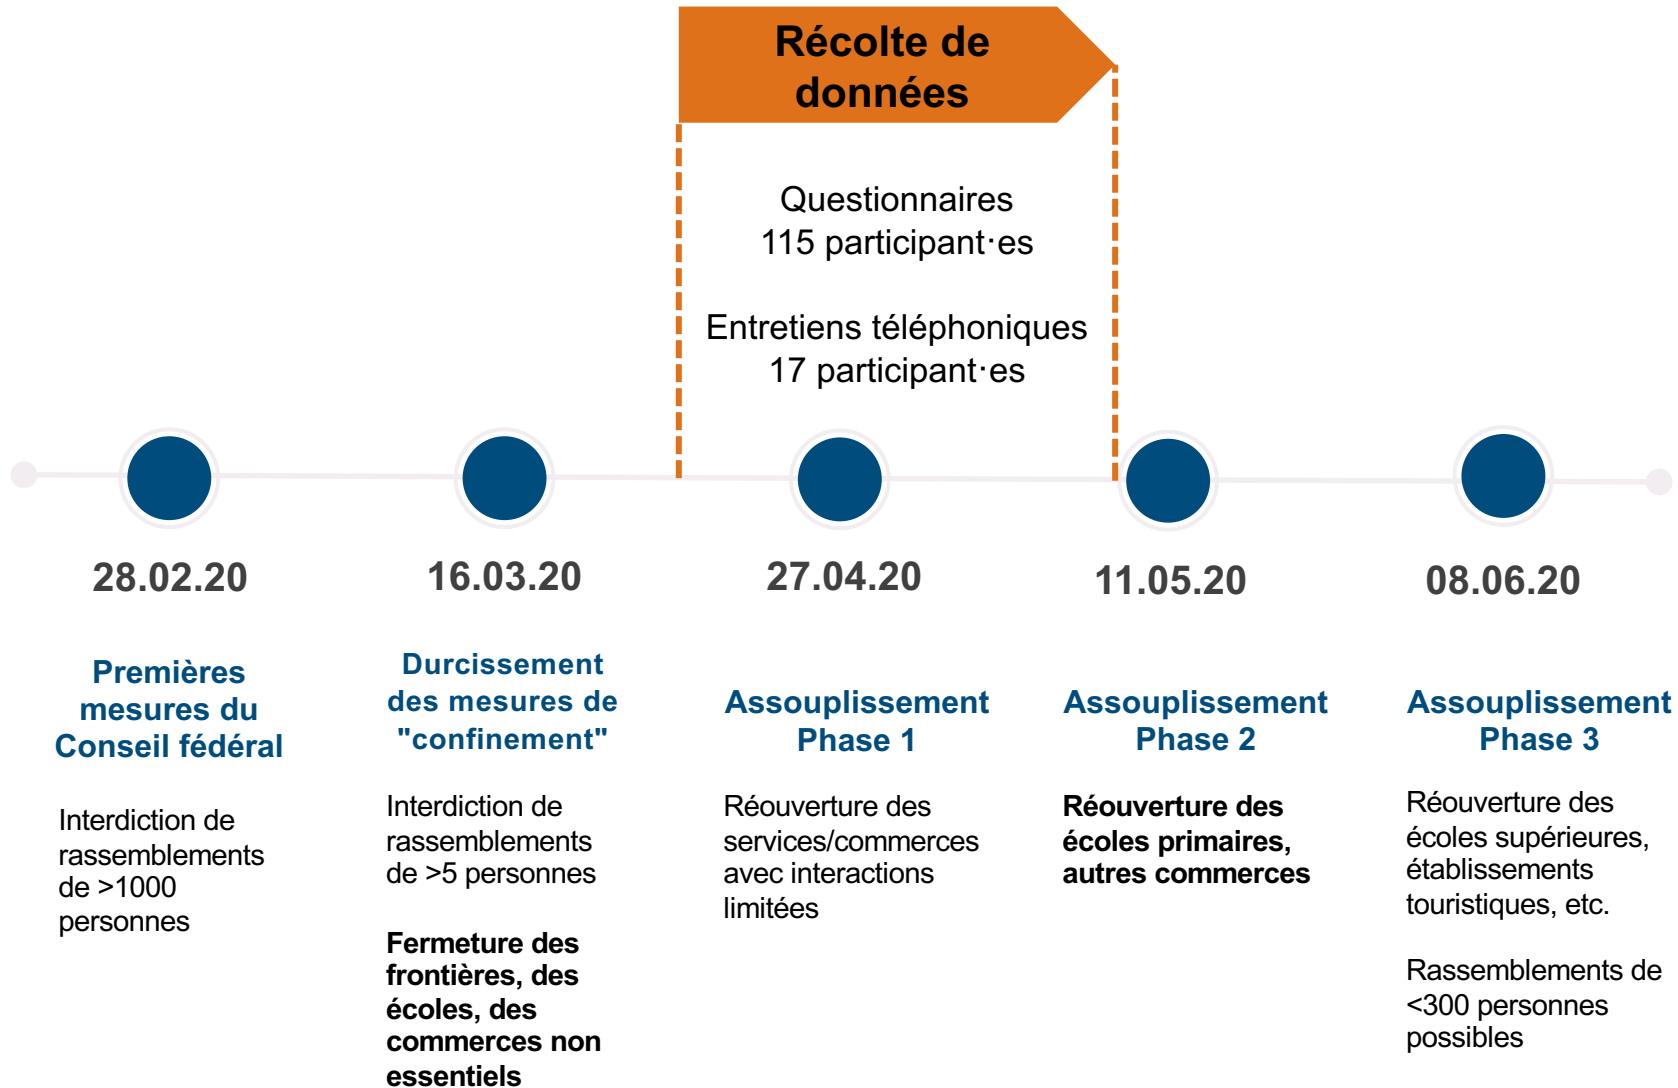 Récolte de
données
Questionnaires
115 participant·es
Entretiens téléphoniques
17 participant·es
28.02.20
Premières
mesures du
Conseil fédéral
Interdiction de
rassemblements
de >1000
personnes
16.03.20
Durcissement
des mesures de
"confinement"
Interdiction de
rassemblements
de >5 personnes
Fermeture des
frontières, des
écoles, des
commerces non
essentiels
27.04.20
Assouplissement
Phase 1
Réouverture des
services/commerces
avec interactions
limitées
11.05.20
Assouplissement
Phase 2
Réouverture des
écoles primaires,
autres commerces
08.06.20
Assouplissement
Phase 3
Réouverture des
écoles supérieures,
établissements
touristiques, etc.
Rassemblements de
<300 personnes
possibles